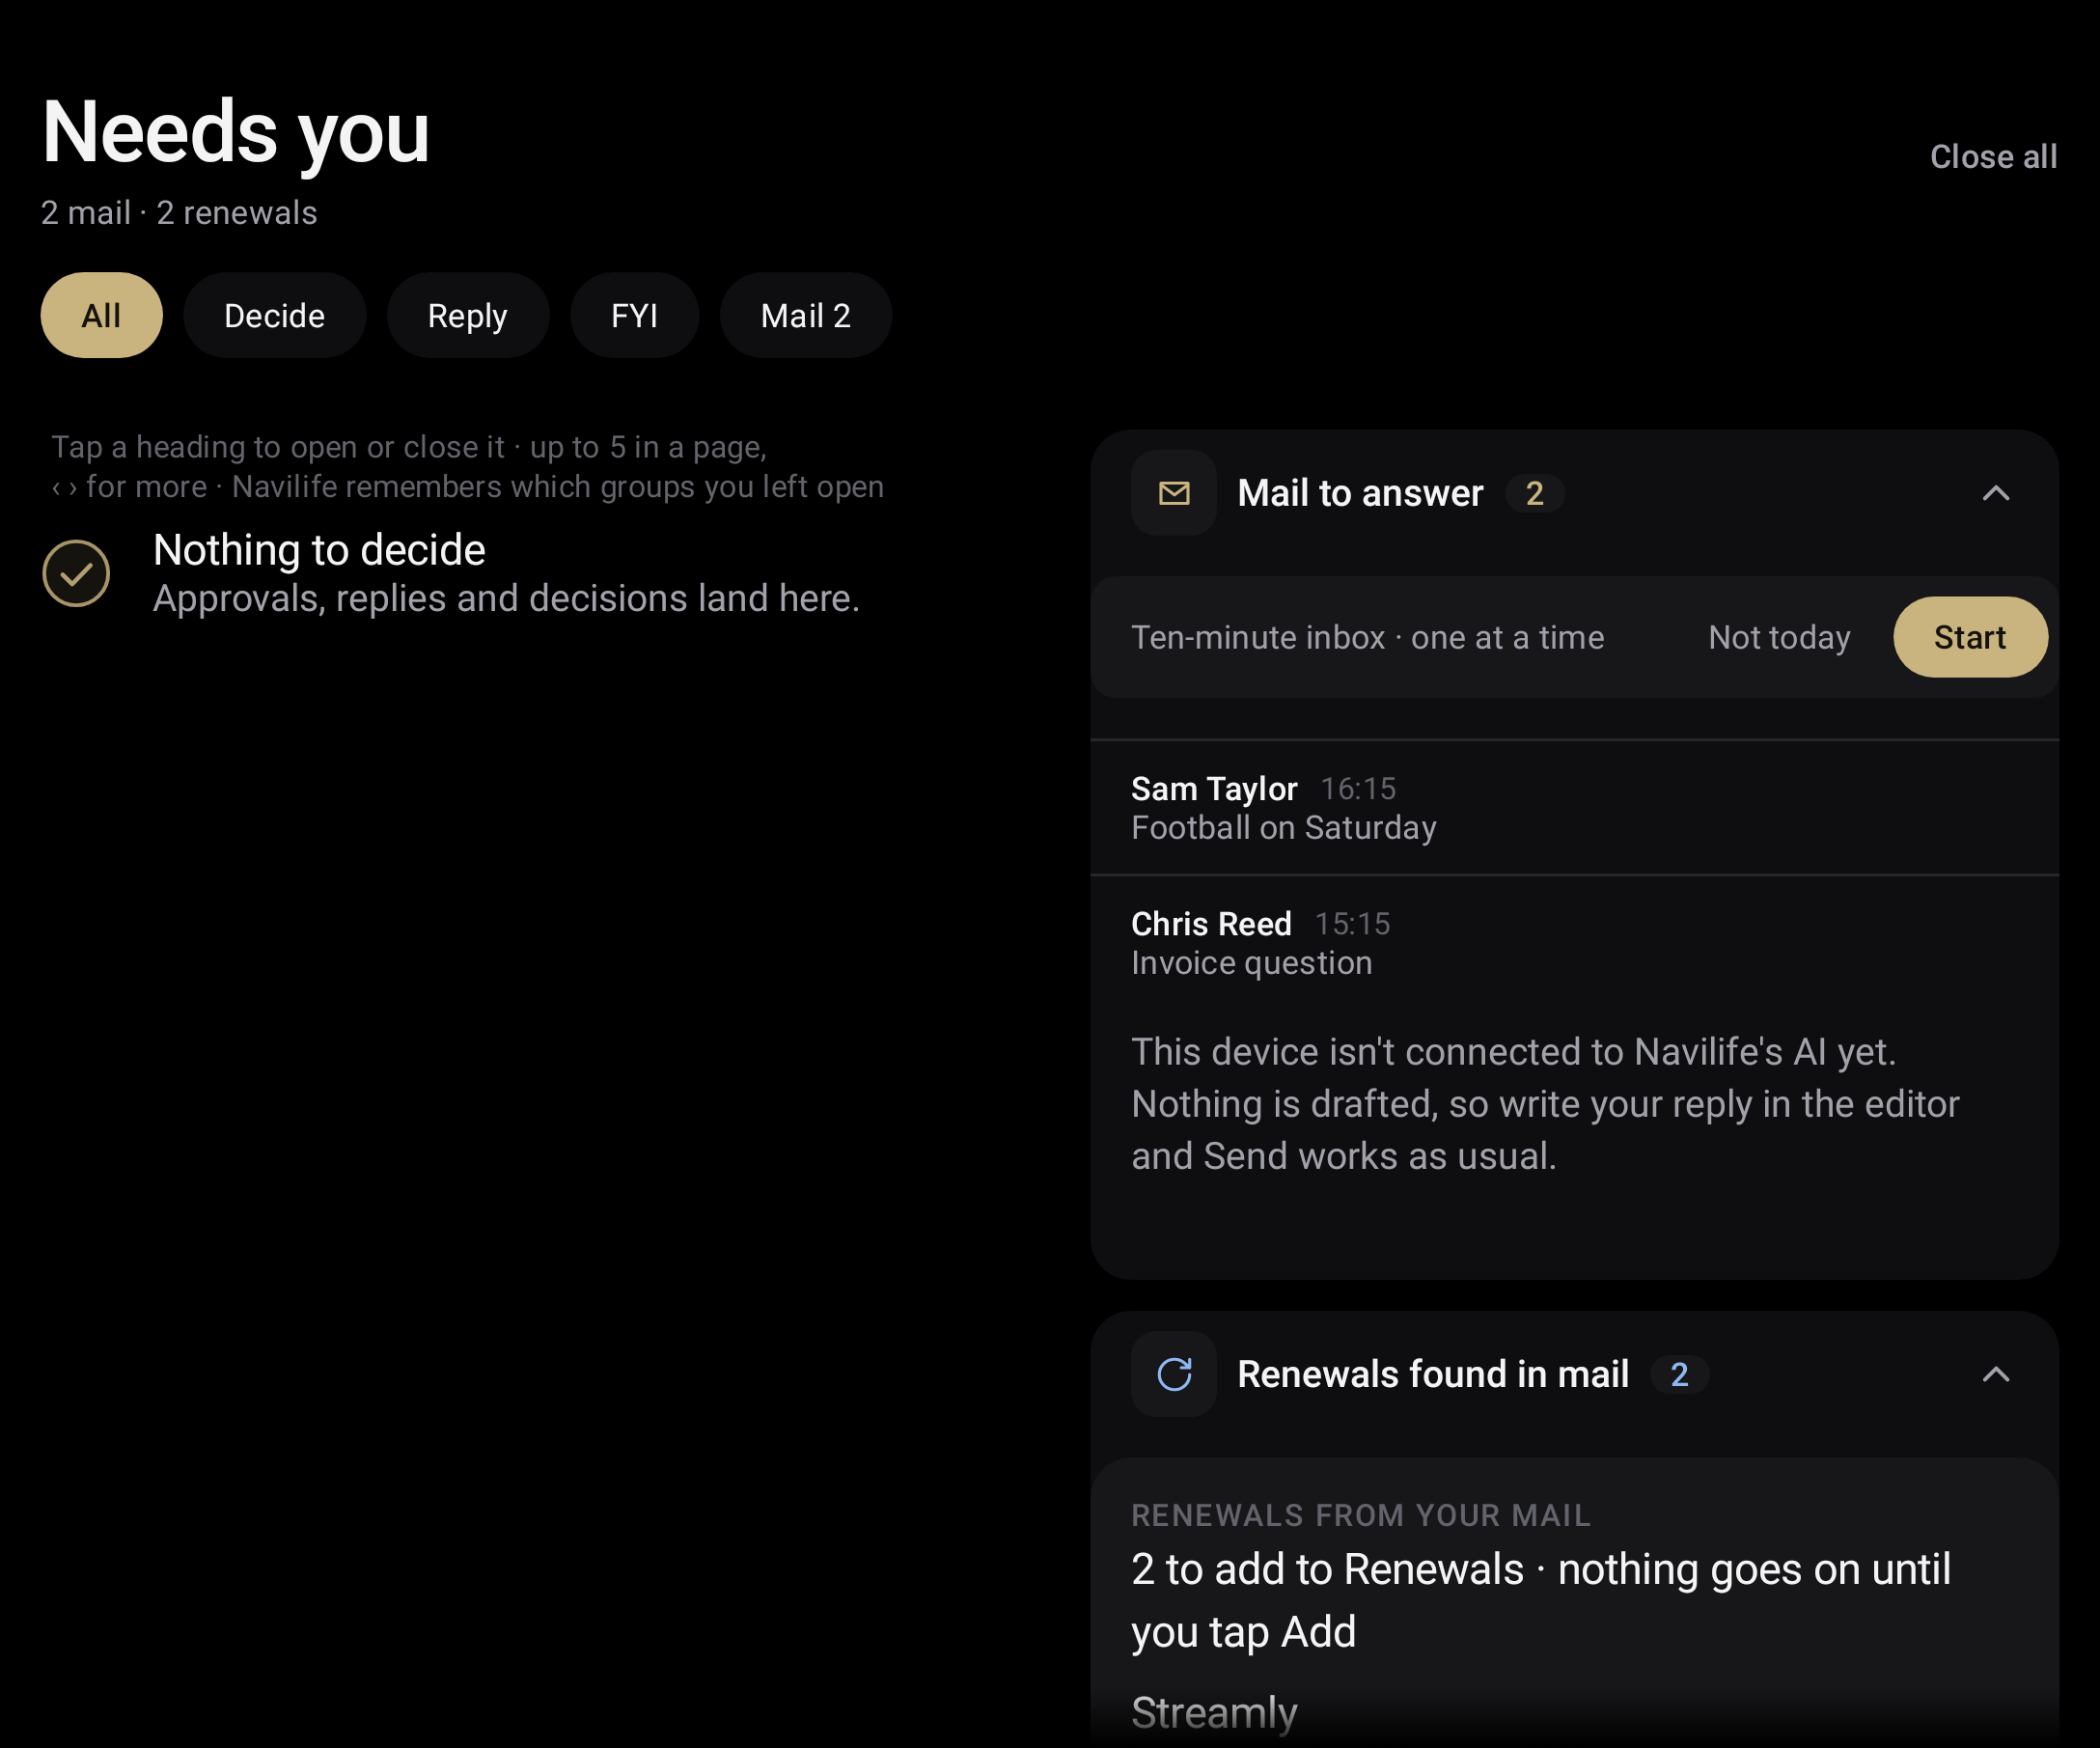 Needs you
Close all
2 mail · 2 renewals
All
Decide
Reply
FYI
Mail 2
Tap a heading to open or close it · up to 5 in a page,
‹ › for more · Navilife remembers which groups you left open
Nothing to decide
Approvals, replies and decisions land here.
Mail to answer 2
Ten-minute inbox · one at a time
Not today
Start
Sam Taylor 16:15
Football on Saturday
Chris Reed 15:15
Invoice question
This device isn't connected to Navilife's AI yet.
Nothing is drafted, so write your reply in the editor
and Send works as usual.
Renewals found in mail 2
RENEWALS FROM YOUR MAIL
2 to add to Renewals · nothing goes on until
you tap Add
Streamly